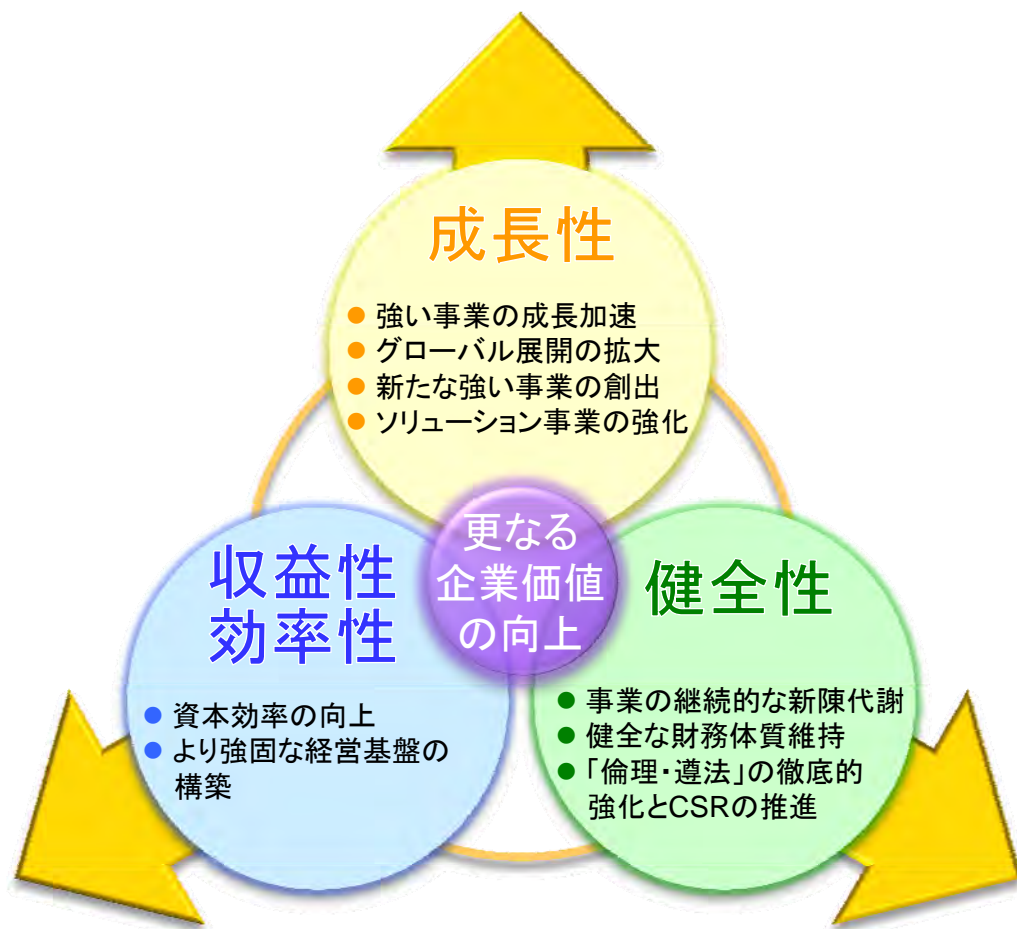 成長性
● 強い事業の成長加速
● グローバル展開の拡大
● 新たな強い事業の創出
● ソリューション事業の強化
更なる
企業価値
の向上
収益性
効率性
● 資本効率の向上
● より強固な経営基盤の
構築
健全性
● 事業の継続的な新陳代謝
● 健全な財務体質維持
● 「倫理・遵法」の徹底的
強化とCSRの推進